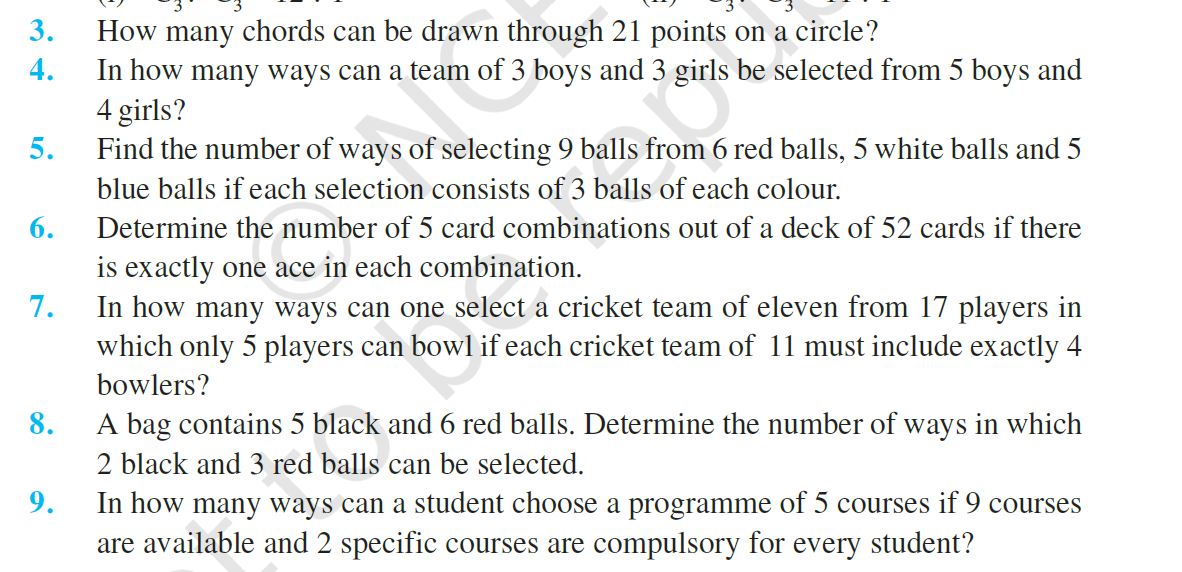 3. How many chords can be drawn through 21 points on a circle?
4. In how many ways can a team of 3 boys and 3 girls be selected from 5 boys and
4 girls?
5. Find the number of ways of selecting 9 balls from 6 red balls, 5 white balls and 5
blue balls if each selection consists of 3 balls of each colour.
6. Determine the number of 5 card combinations out of a deck of 52 cards if there
is exactly one ace in each combination.
7. In how many ways can one select a cricket team of eleven from 17 players in
which only 5 players can bowl if each cricket team of 11 must include exactly 4
bowlers?
8. A bag contains 5 black and 6 red balls. Determine the number of ways in which
2 black and 3 red balls can be selected.
9. In how many ways can a student choose a programme of 5 courses if 9 courses
are available and 2 specific courses are compulsory for every student?